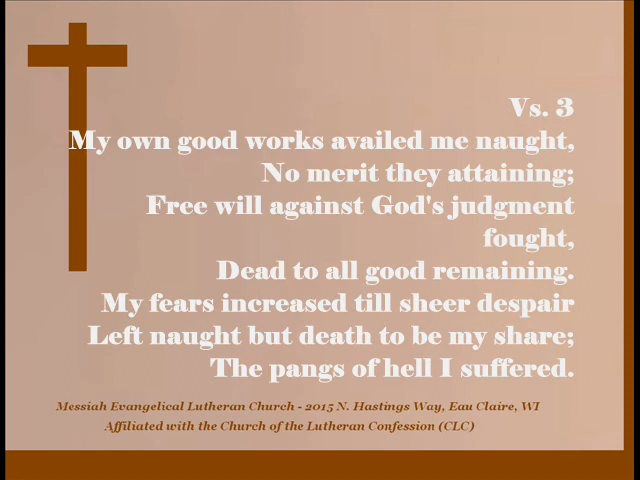 Vs. 3
My own good works availed me naught,
No merit they attaining;
Free will against God's judgment
fought,
Dead to all good remaining.
My fears increased till sheer despair
Left naught but death to be my share;
The pangs of hell I suffered.
Messiah Evangelical Lutheran Church - 2015 N. Hastings Way, Eau Claire, WI
Affiliated with the Church of the Lutheran Confession (CLC)